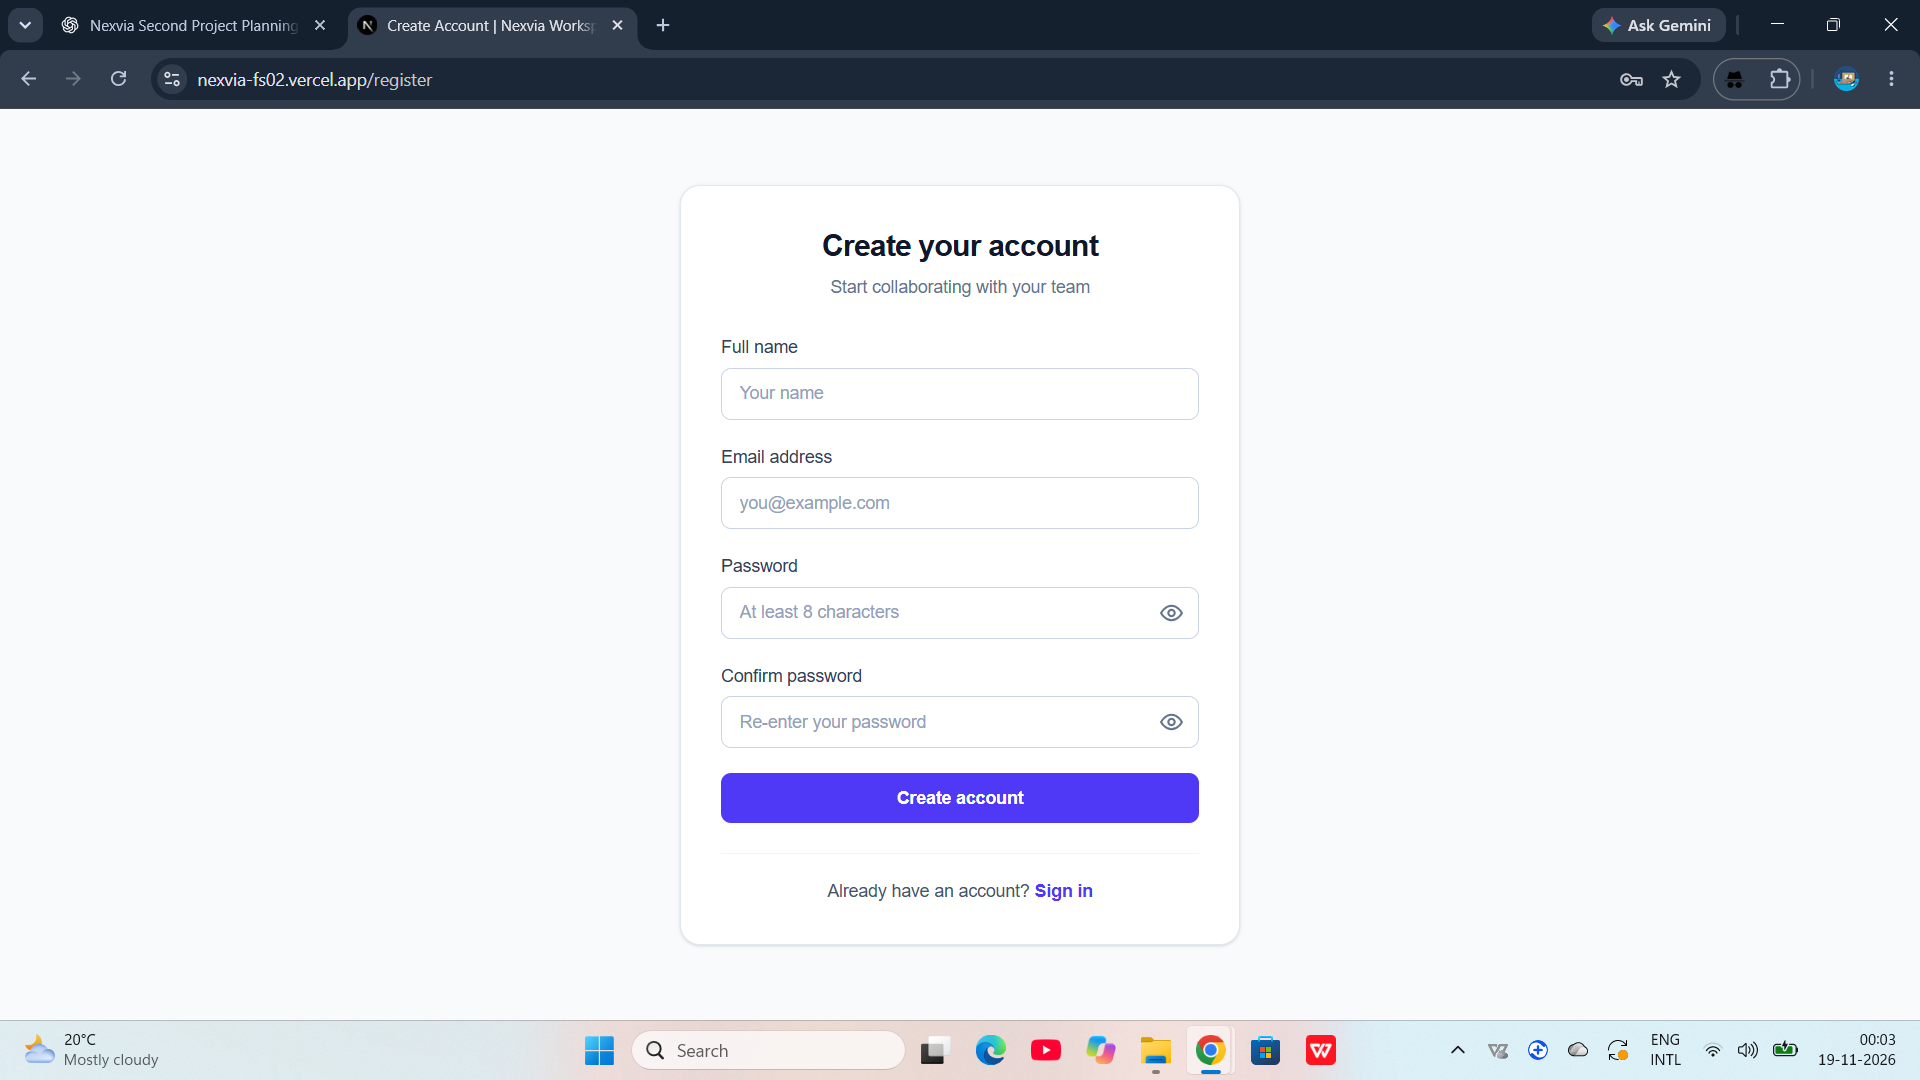 Nexvia Second Project Planning
Create Account | Nexvia Works
Ask Gemini
nexvia-fs02.vercel.app/register
Create your account
Start collaborating with your team
Full name
Your name
Email address
you@example.com
Password
At least 8 characters
Confirm password
Re-enter your password
Create account
Already have an account? Sign in
20°C
Mostly cloudy
Search
ENG
INTL
00:03
19-11-2026